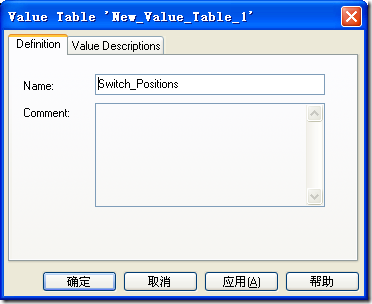 Value Table 'New_Value_Table_1'
Definition Value Descriptions
Name: Switch_Positions
Comment:
确定 取消 应用(A) 帮助